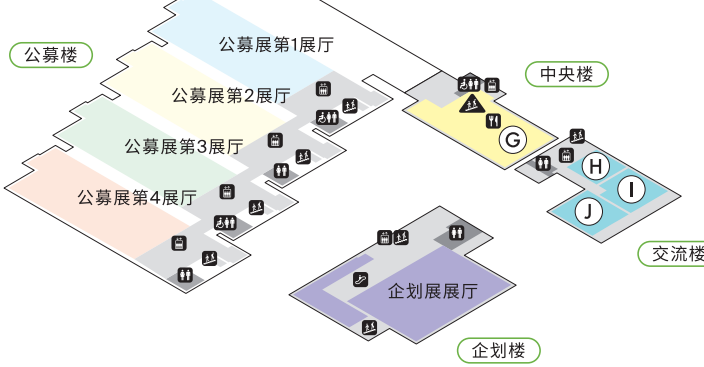 公募展第1展厅
公募楼
中央楼
公募展第2展厅
G
公募展第3展厅
H
I
公募展第4展厅
J
交流楼
企划展展厅
企划楼